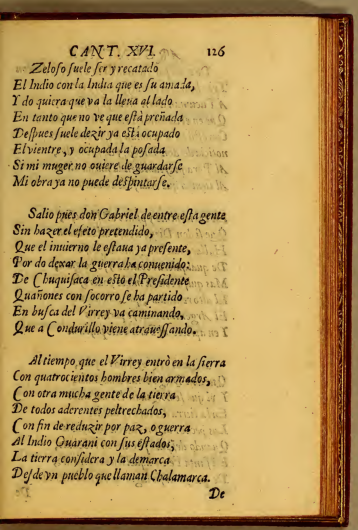 CANT. XVI. 126
Zeloso suele ser y recatado
El Indio con la India que es su amada,
Y do quiera que va la lleua al lado
En tanto que no ve que està preñada
Despues suele dezir ya està ocupado
El vientre, y ocupada la posada
Si mi muger no quiere de guardarse
Mi obra ya no puede despintarse.
Salio pues don Gabriel de entre esta gente
Sin hazer el efeto pretendido,
Que el inuierno le estaua ya presente,
Por do dexar la guerra ha conuenido:
De Chuquisaca en esto el Presidente
Quañones con socorro se ha partido
En busca del Virrey va caminando,
Que a Condurillo viene atrauessando.
Al tiempo que el Virrey entrò en la sierra
Con quatrocientos hombres bien armados,
Con otra mucha gente de la tierra
De todos aderentes peltrechados,
Con fin de reduzir por paz, o guerra
Al Indio Guarani con sus estados,
La tierra considera y la demarca
Desde vn pueblo que llaman Chalamarca.
De